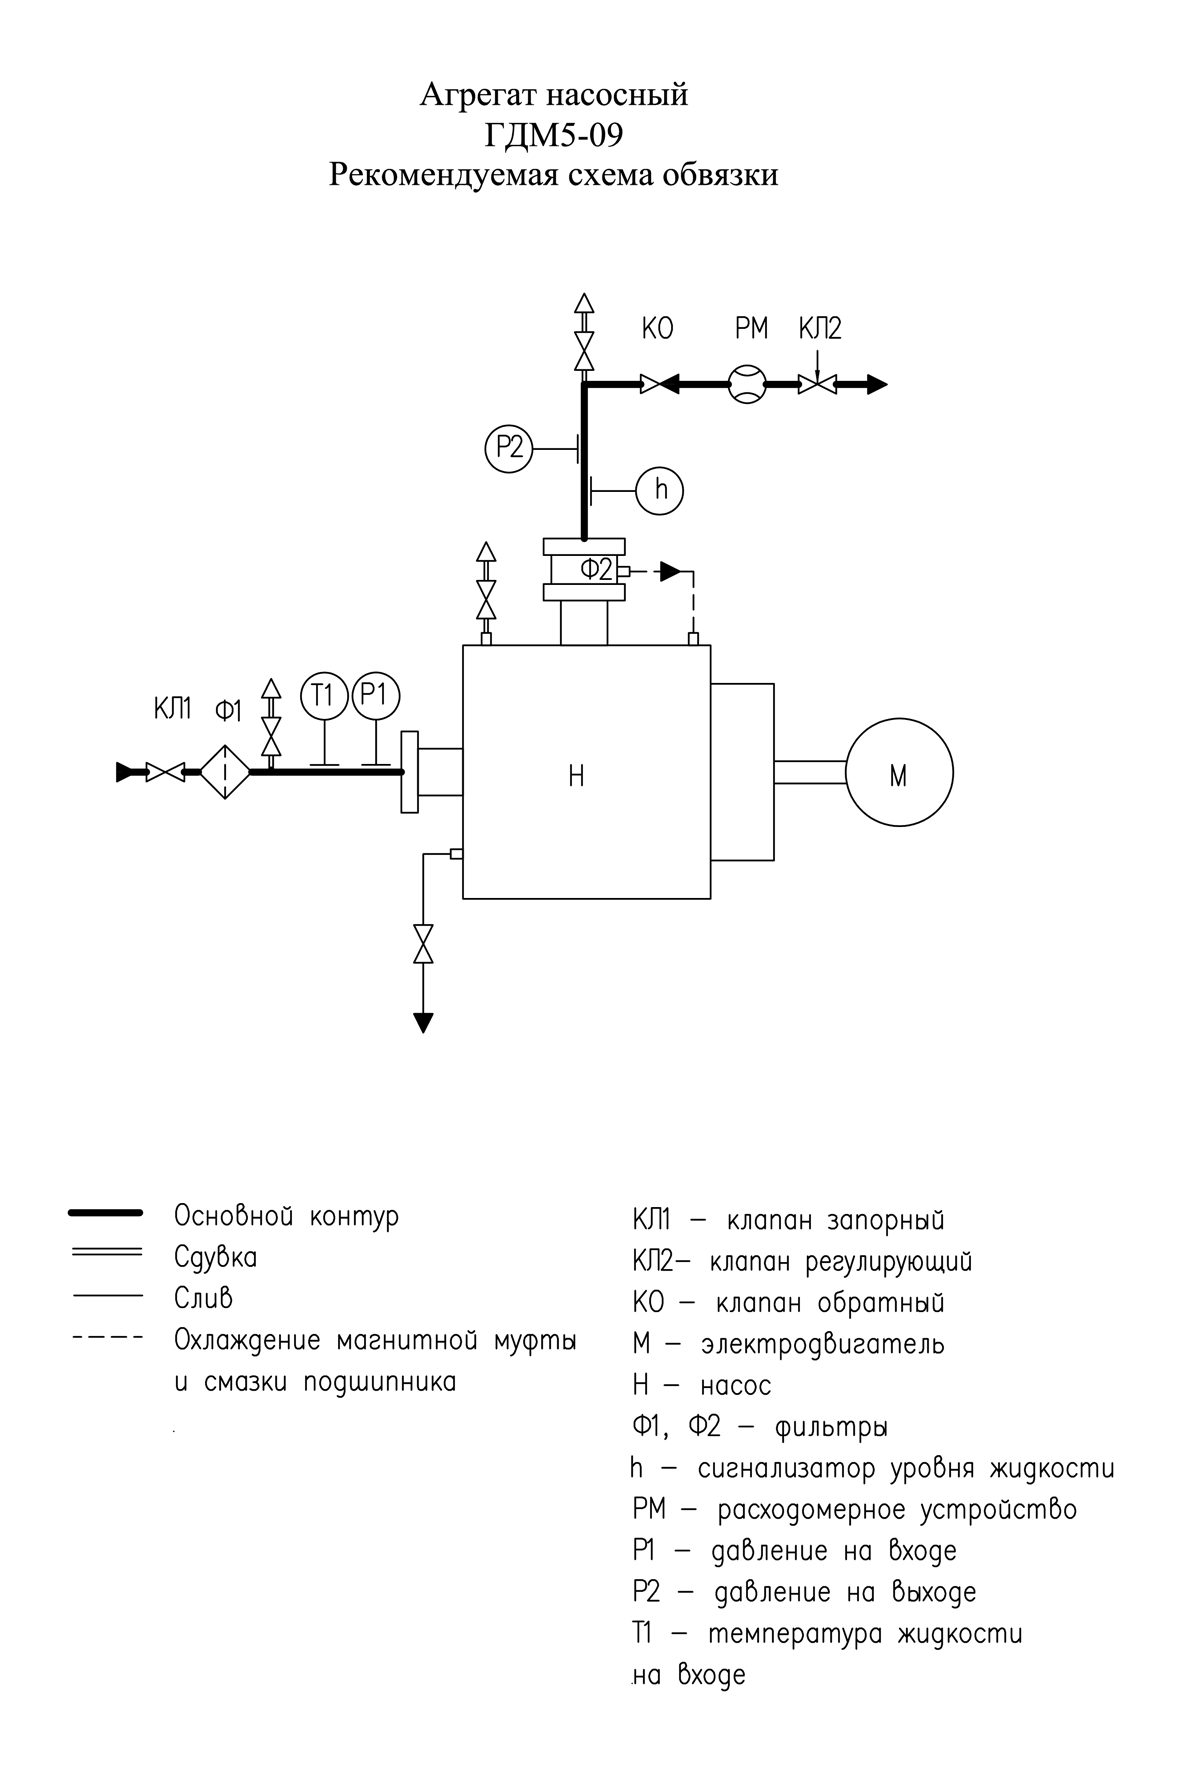 Агрегат насосный
ГДМ5-09
Рекомендуемая схема обвязки
КО РМ КЛ2
Р2
h
Ф2
КЛ1 Ф1 Т1 Р1
Н М
Основной контур
Сдувка
Слив
Охлаждение магнитной муфты
и смазки подшипника
КЛ1 – клапан запорный
КЛ2– клапан регулирующий
КО – клапан обратный
М – электродвигатель
Н – насос
Ф1, Ф2 – фильтры
h – сигнализатор уровня жидкости
РМ – расходомерное устройство
Р1 – давление на входе
Р2 – давление на выходе
Т1 – температура жидкости
на входе